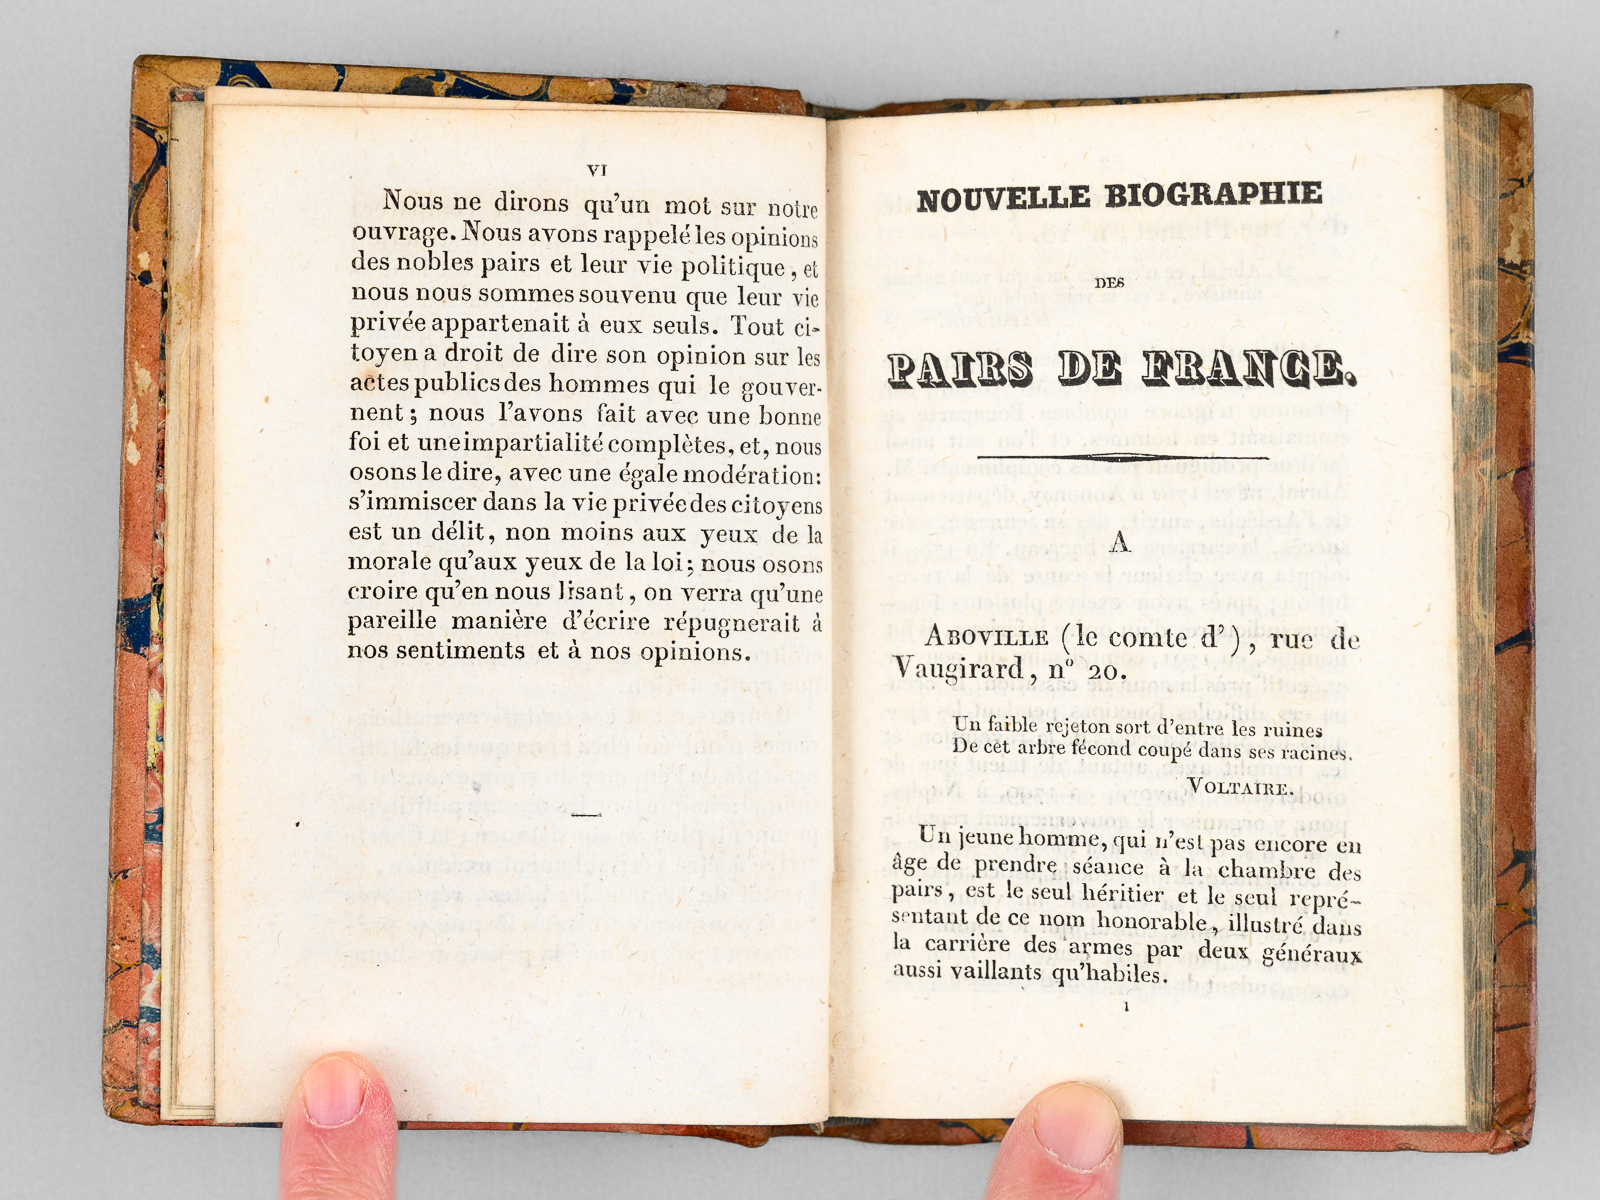 VI
Nous ne dirons qu'un mot sur notre
ouvrage. Nous avons rappelé les opinions
des nobles pairs et leur vie politique, et
nous nous sommes souvenu que leur vie
privée appartenait à eux seuls. Tout ci-
toyen a droit de dire son opinion sur les
actes publics des hommes qui le gouver-
nent; nous l'avons fait avec une bonne
foi et une impartialité complètes, et, nous
osons le dire, avec une égale modération:
s'immiscer dans la vie privée des citoyens
est un délit, non moins aux yeux de la
morale qu'aux yeux de la loi; nous osons
croire qu'en nous lisant, on verra qu'une
pareille manière d'écrire répugnerait à
nos sentiments et à nos opinions.
NOUVELLE BIOGRAPHIE
DES
PAIRS DE FRANCE.
A
ABOVILLE (le comte d'), rue de
Vaugirard, n° 20.
Un faible rejeton sort d'entre les ruines
De cet arbre fécond coupé dans ses racines.
VOLTAIRE.
Un jeune homme, qui n'est pas encore en
âge de prendre séance à la chambre des
pairs, est le seul héritier et le seul repré-
sentant de ce nom honorable, illustré dans
la carrière des armes par deux généraux
aussi vaillants qu'habiles.
1